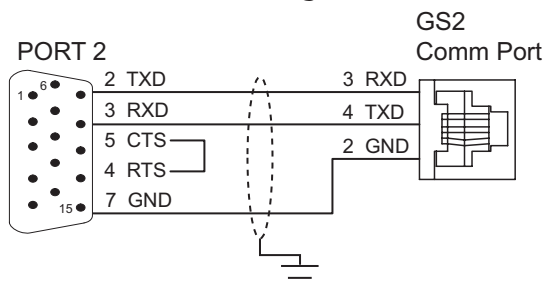 GS2
PORT 2
Comm Port
2 TXD
3 RXD
3 RXD
4 TXD
5 CTS
2 GND
4 RTS
7 GND
1
6
15